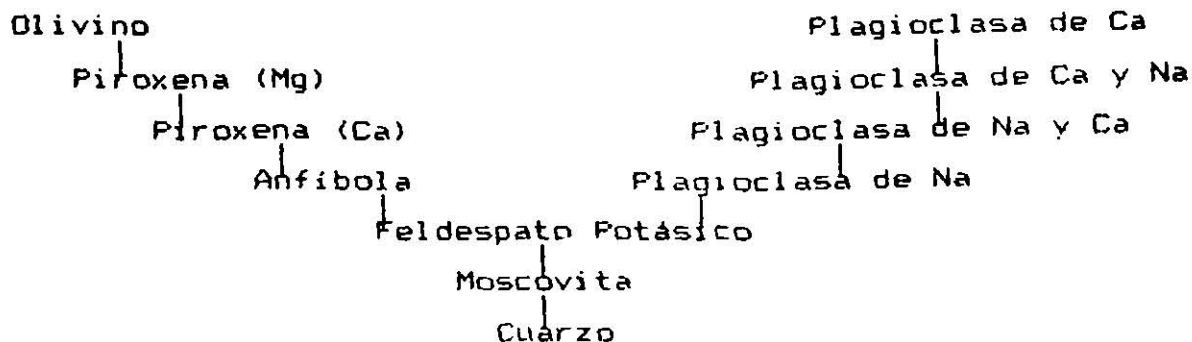 Olivino Plagioclasa de Ca
Piroxena (Mg) Plagioclasa de Ca y Na
Piroxena (Ca) Plagioclasa de Na y Ca
Anfíbola Plagioclasa de Na
Feldespato Potásico
Moscovita
Cuarzo